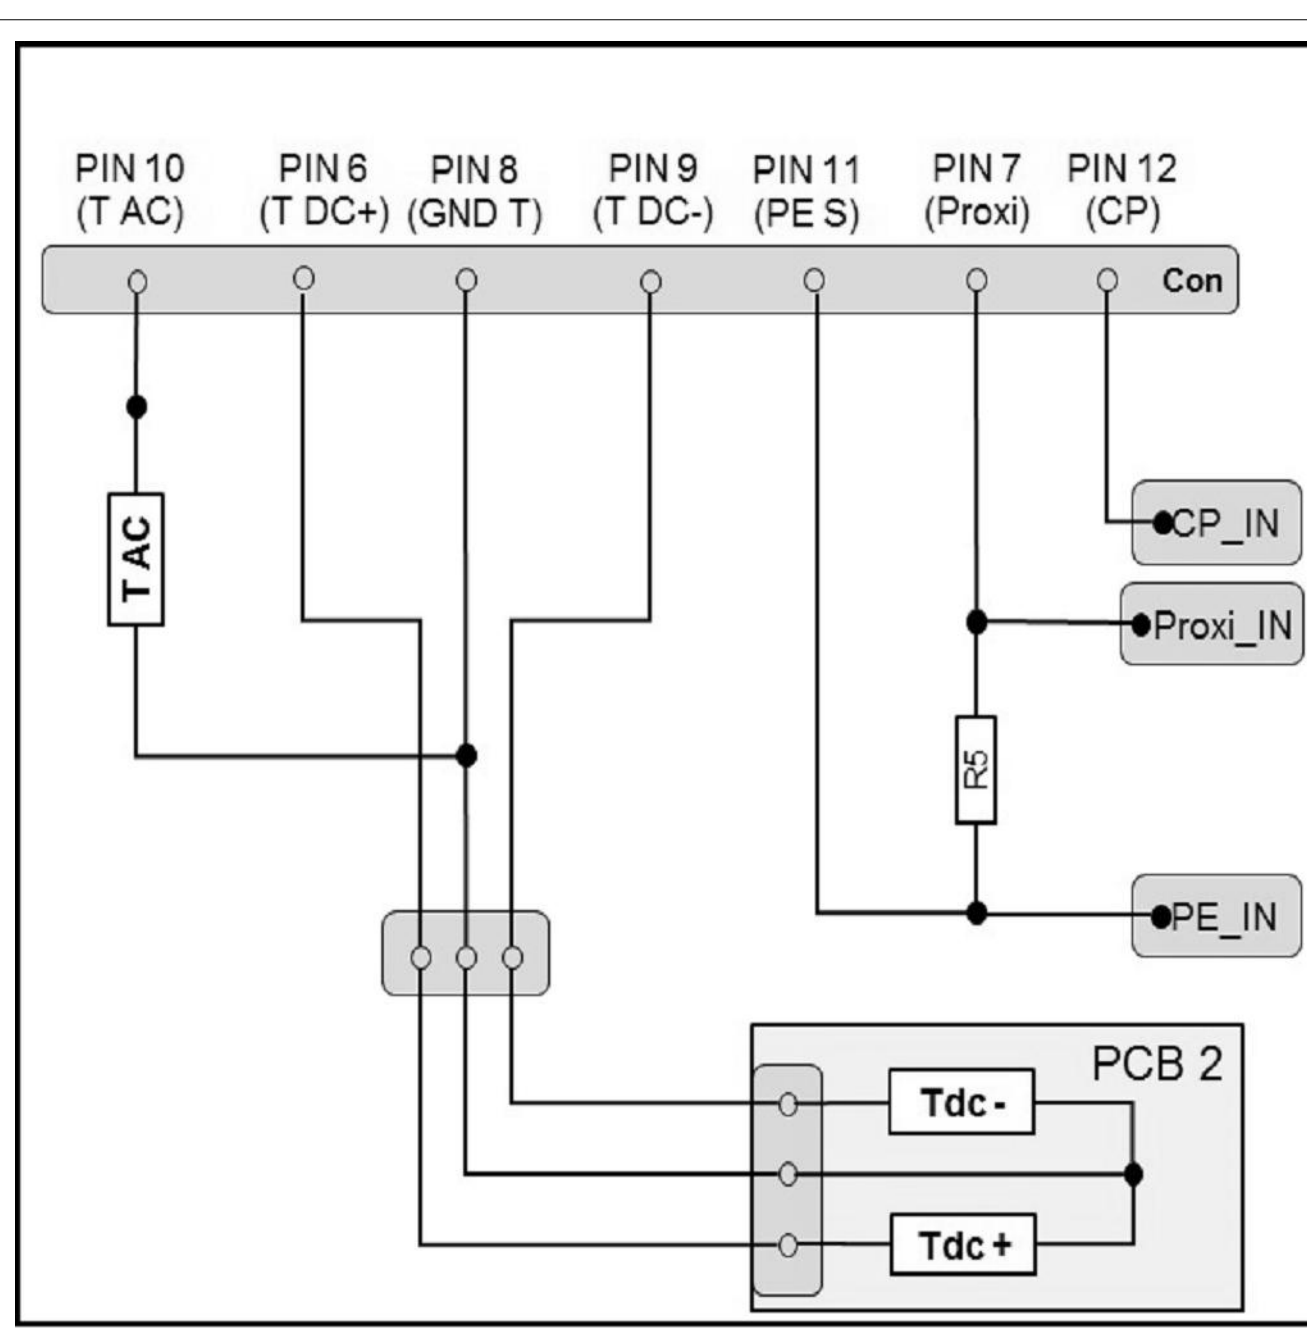 PIN 10
(T AC)
PIN 6
(T DC+)
PIN 8
(GND T)
PIN 9
(T DC-)
PIN 11
(PE S)
PIN 7
(Proxi)
PIN 12
(CP)
Con
T AC
CP_IN
Proxi_IN
R5
PE_IN
PCB 2
Tdc -
Tdc +